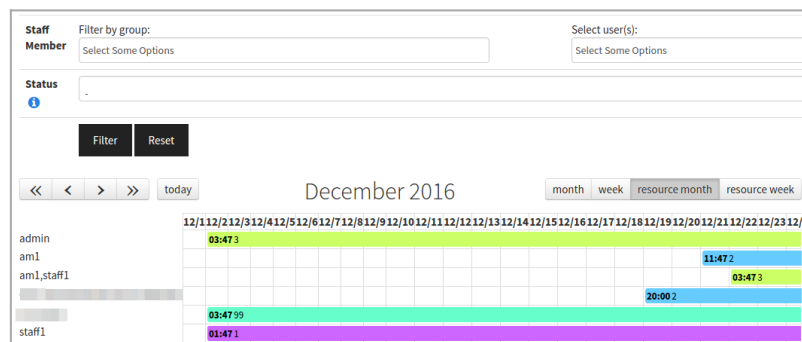 Staff Member
Filter by group:
Select user(s):
Select Some Options
Select Some Options
Status
-
Filter
Reset
today
December 2016
month
week
resource month
resource week
12/1 12/2 12/3 12/4 12/5 12/6 12/7 12/8 12/9 12/10 12/11 12/12 12/13 12/14 12/15 12/16 12/17 12/18 12/19 12/20 12/21 12/22 12/23 12/
admin
03:47 3
am1
11:47 2
am1,staff1
03:47 3
20:00 2
03:47 99
staff1
01:47 1